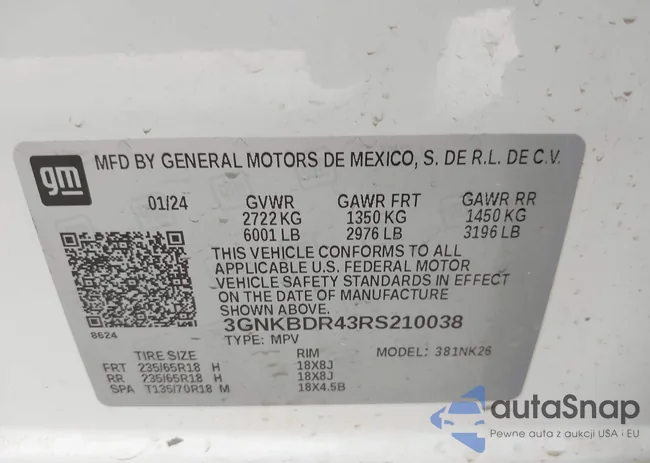 gm
MFD BY GENERAL MOTORS DE MEXICO, S. DE R.L. DE C.V.
01/24 GVWR GAWR FRT GAWR RR
2722 KG 1350 KG 1450 KG
6001 LB 2976 LB 3196 LB
THIS VEHICLE CONFORMS TO ALL
APPLICABLE U.S. FEDERAL MOTOR
VEHICLE SAFETY STANDARDS IN EFFECT
ON THE DATE OF MANUFACTURE
SHOWN ABOVE.
3GNKBDR43RS210038
8624 TYPE: MPV MODEL: 381NK26
TIRE SIZE RIM
FRT 235/65R18 H 18X8J
RR 235/65R18 H 18X8J
SPA T135/70R18 M 18X4.5B
autaSnap
Pewne auta z aukcji USA i EU